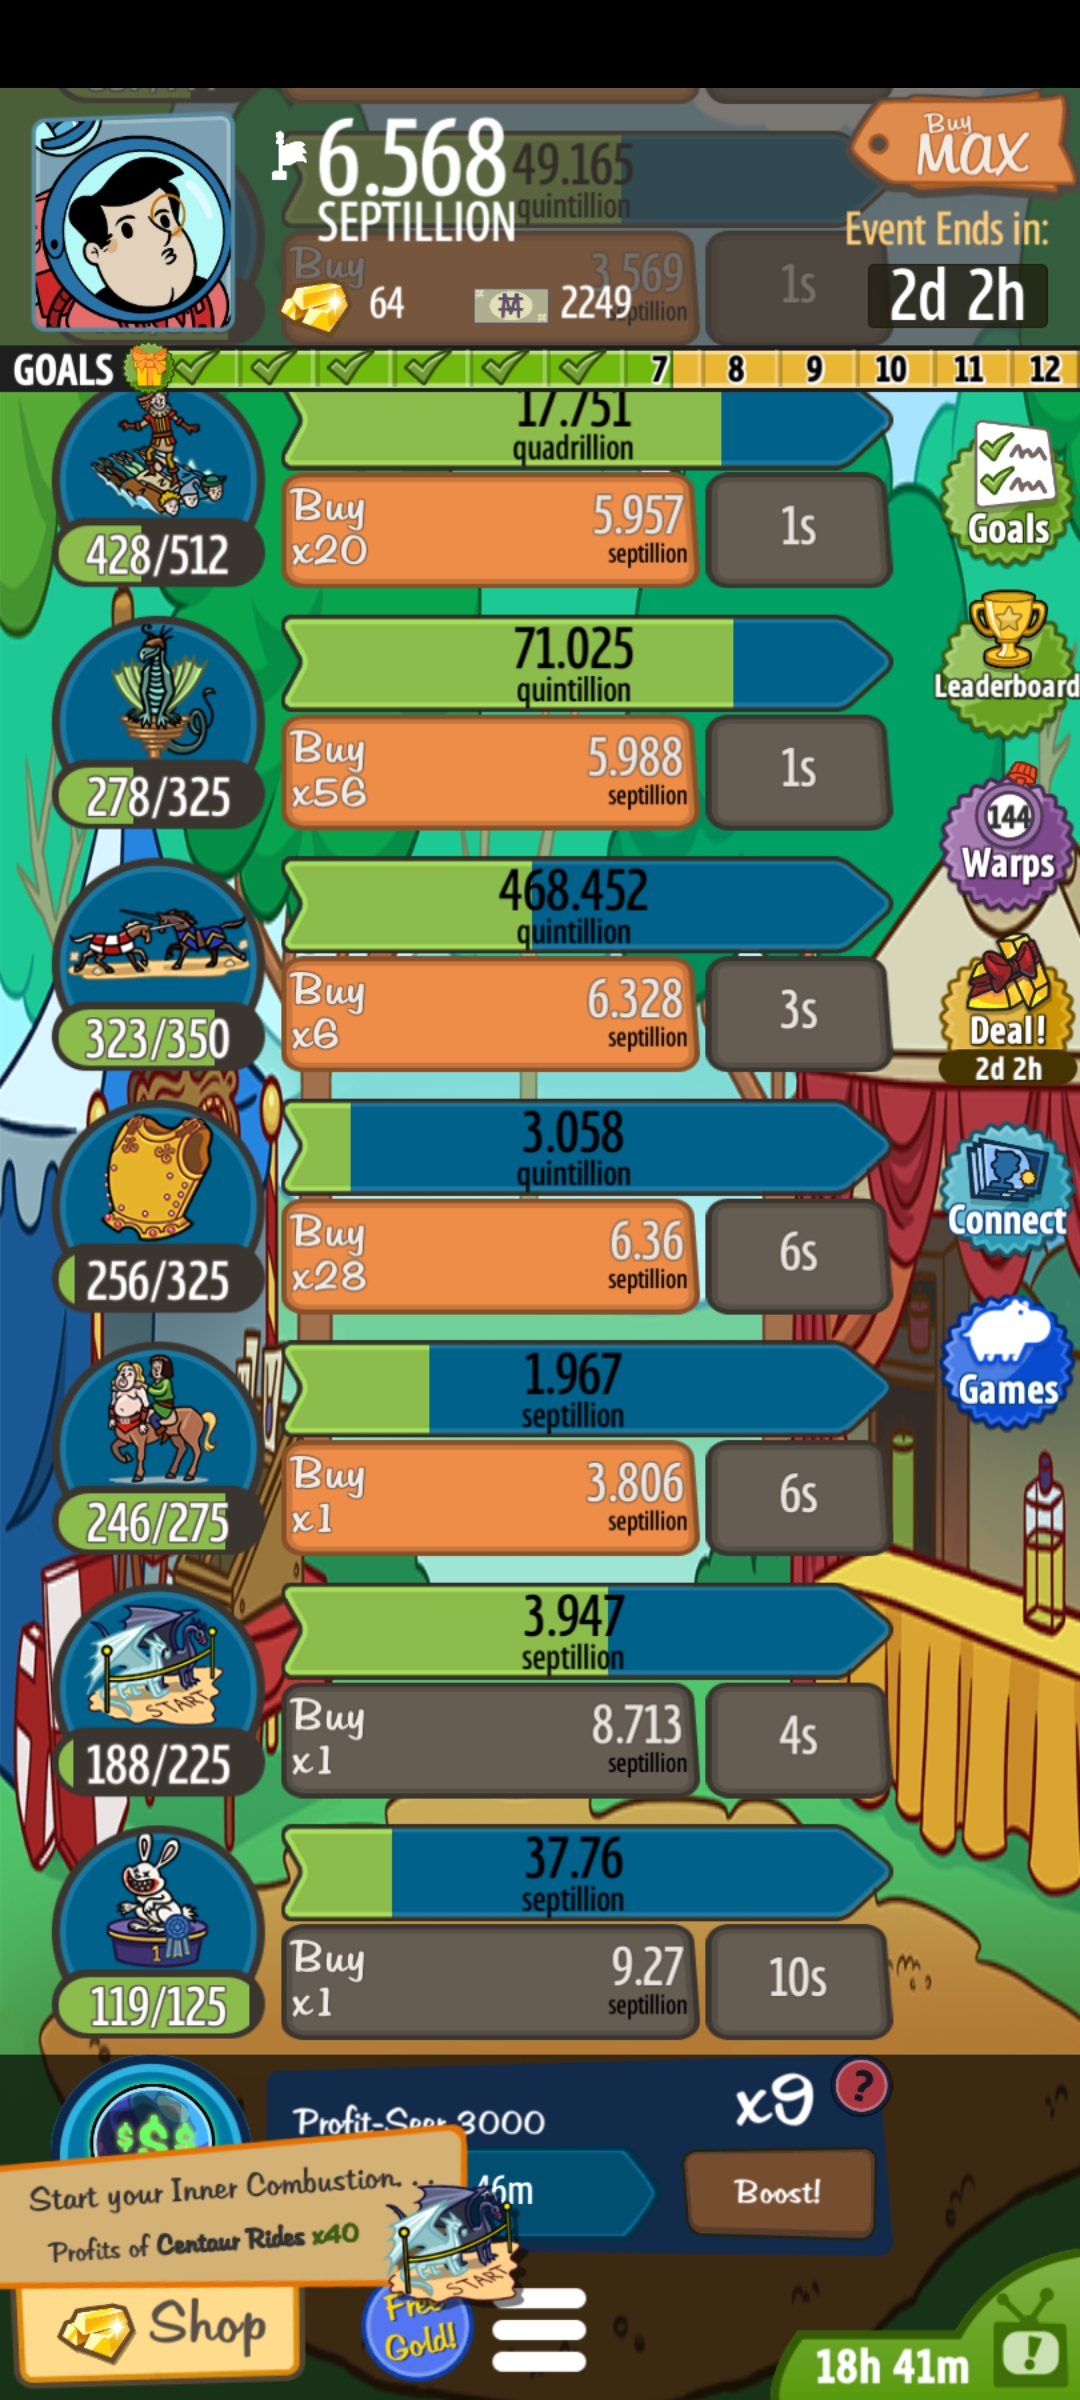 6.568
SEPTILLION
49.165
quintillion
Buy
MAX
Event Ends in:
2d 2h
Buy
3.569
septillion
1s
64
2249
GOALS
7
8
9
10
11
12
17.751
quadrillion
428/512
Buy
x20
5.957
septillion
1s
Goals
71.025
quintillion
278/325
Buy
x56
5.988
septillion
1s
Leaderboard
144
Warps
468.452
quintillion
323/350
Buy
x6
6.328
septillion
3s
Deal!
2d 2h
3.058
quintillion
256/325
Buy
x28
6.36
septillion
6s
Connect
1.967
septillion
246/275
Buy
x1
3.806
septillion
6s
Games
3.947
septillion
START
188/225
Buy
x1
8.713
septillion
4s
37.76
septillion
1
119/125
Buy
x1
9.27
septillion
10s
$$$
Profit-Seer 3000
x9
?
46m
Boost!
Start your Inner Combustion. . .
Profits of Centaur Rides x40
START
Shop
Free
Gold!
18h 41m
!